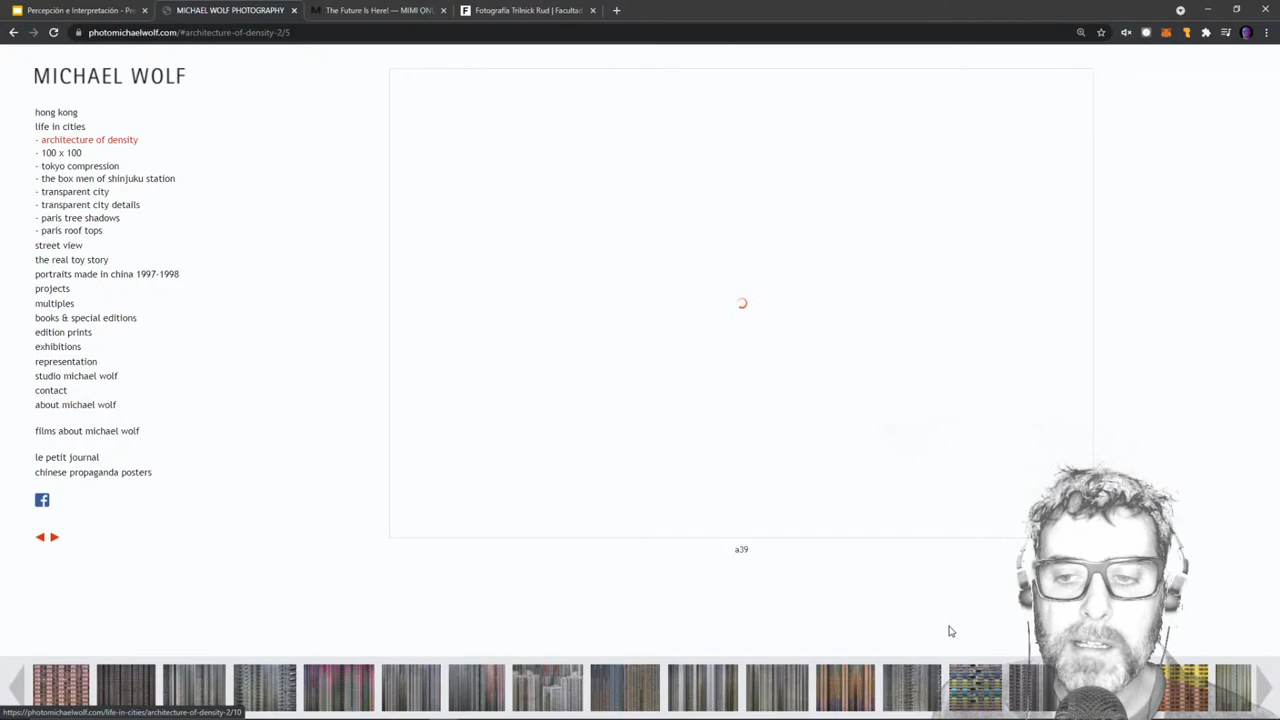 Percepción e Interpretación - Pre
MICHAEL WOLF PHOTOGRAPHY
The Future Is Here! — MIMI ON
Fotografía Trilnick Rud | Faculta
photomichaelwolf.com/#architecture-of-density-2/5
MICHAEL WOLF
hong kong
life in cities
- architecture of density
- 100 x 100
- tokyo compression
- the box men of shinjuku station
- transparent city
- transparent city details
- paris tree shadows
- paris roof tops
street view
the real toy story
portraits made in china 1997-1998
projects
multiples
books & special editions
edition prints
exhibitions
representation
studio michael wolf
contact
about michael wolf
films about michael wolf
le petit journal
chinese propaganda posters
a39
https://photomichaelwolf.com/life-in-cities/architecture-of-density-2/10